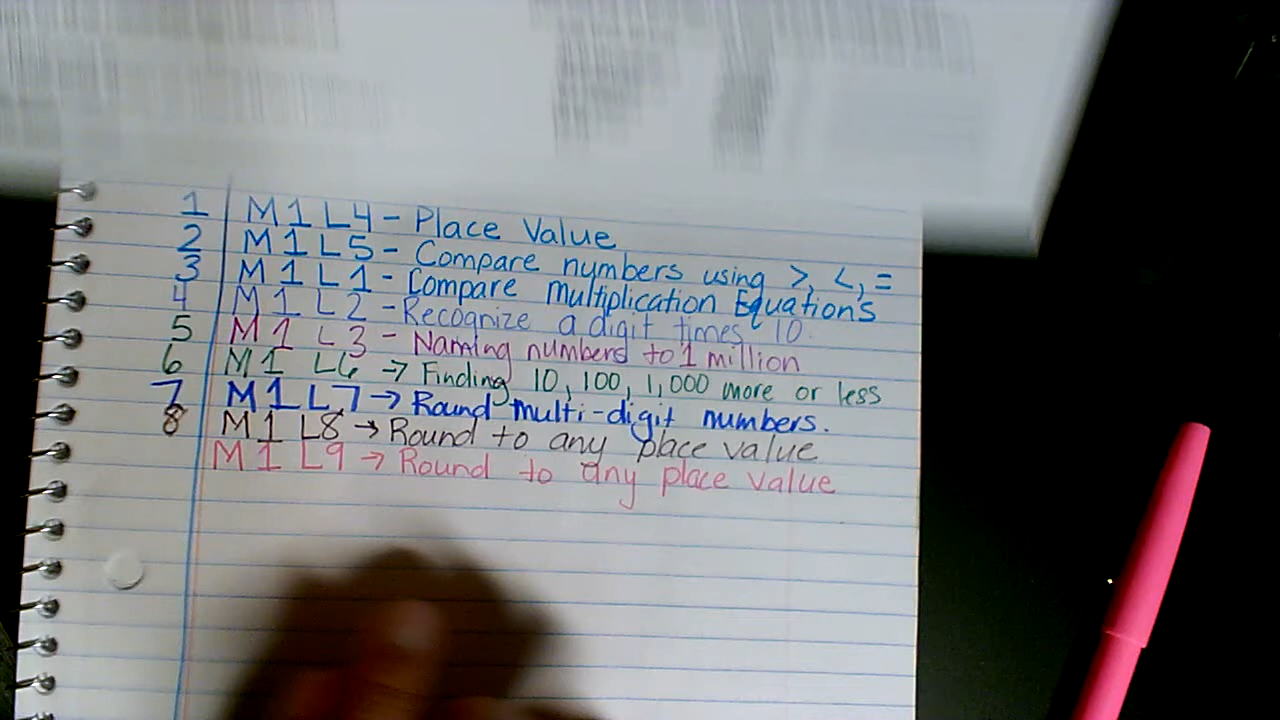 1 M1L4 - Place Value
2 M1L5 - Compare numbers using >, <, =
3 M1L1 - Compare multiplication Equation's
4 M1L2 - Recognize a digit times 10.
5 M1L3 - Naming numbers to 1 million
6 M1L6 → Finding 10, 100, 1,000 more or less
7 M1L7 → Round multi-digit numbers.
8 M1L8 → Round to any place value
M1L9 → Round to any place value